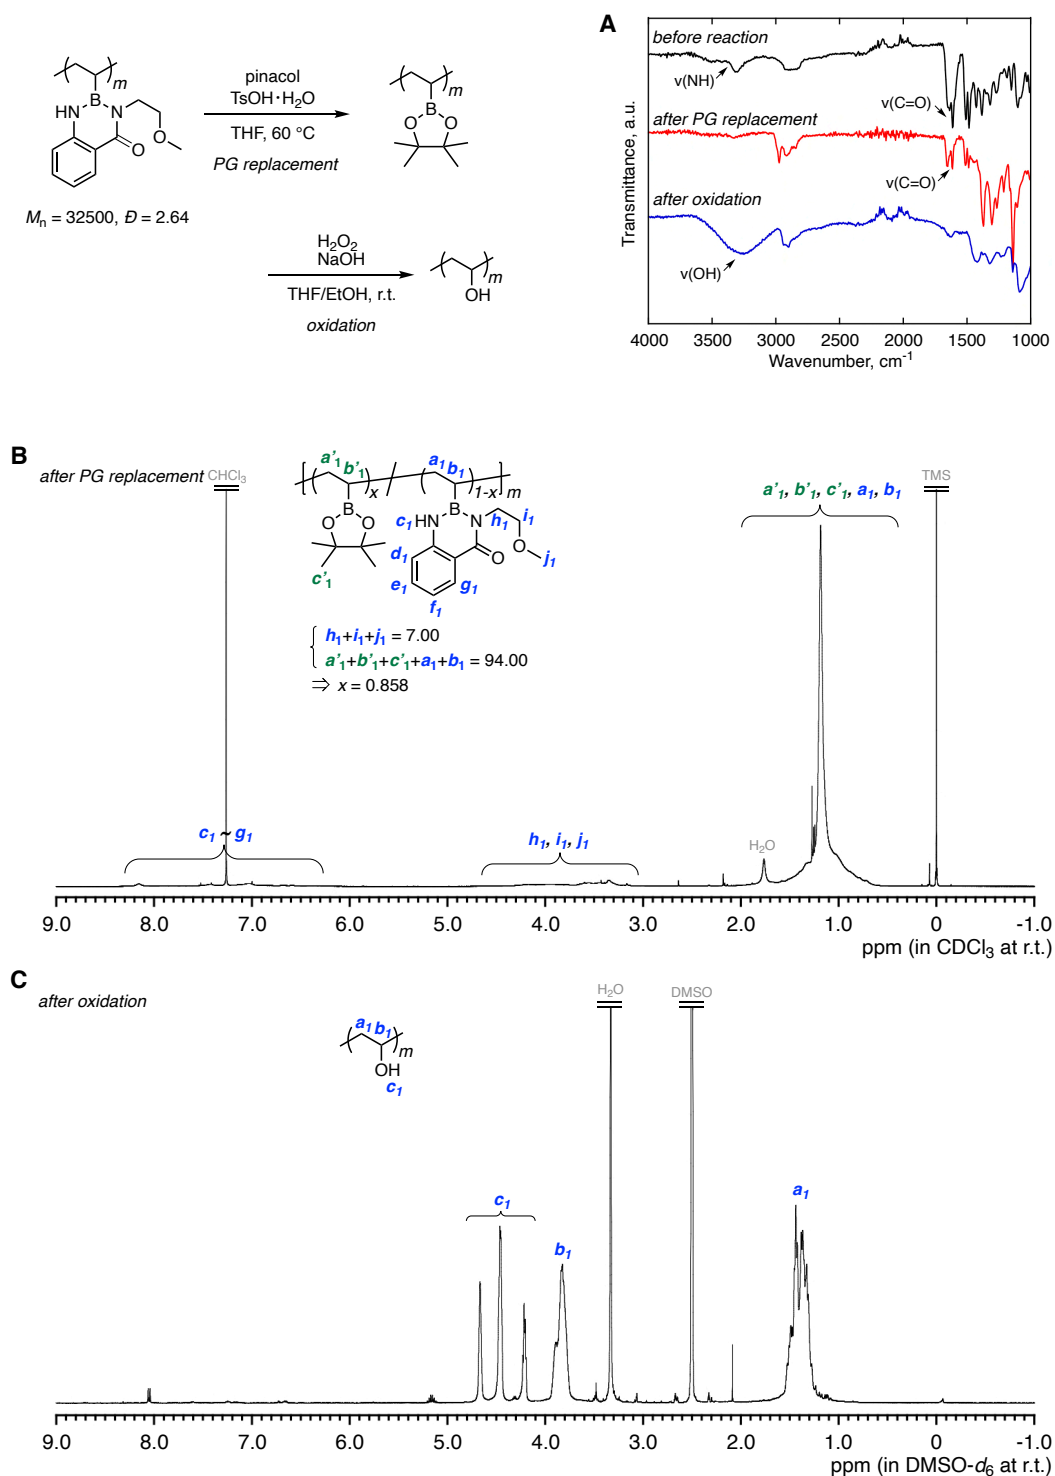 m
B
HN
N
O
O
pinacol
TsOH·H2O
THF, 60 °C
PG replacement
m
B
O
O
Mn = 32500, Đ = 2.64
H2O2
NaOH
THF/EtOH, r.t.
oxidation
m
OH
A
before reaction
ν(NH)
ν(C=O)
after PG replacement
ν(C=O)
after oxidation
ν(OH)
Transmittance, a.u.
4000 3500 3000 2500 2000 1500 1000
Wavenumber, cm-1
B
after PG replacement
CHCl3
a'1 b'1 a1 b1
x 1-x m
B B
O O c1 HN N h1 i1
O O j1
c'1 d1
e1 f1 g1
h1+i1+j1 = 7.00
a'1+b'1+c'1+a1+b1 = 94.00
⇒ x = 0.858
a'1, b'1, c'1, a1, b1
TMS
c1 ~ g1
h1, i1, j1
H2O
9.0 8.0 7.0 6.0 5.0 4.0 3.0 2.0 1.0 0 -1.0
ppm (in CDCl3 at r.t.)
C
after oxidation
a1 b1
m
OH
c1
H2O
DMSO
c1
b1
a1
9.0 8.0 7.0 6.0 5.0 4.0 3.0 2.0 1.0 0 -1.0
ppm (in DMSO-d6 at r.t.)